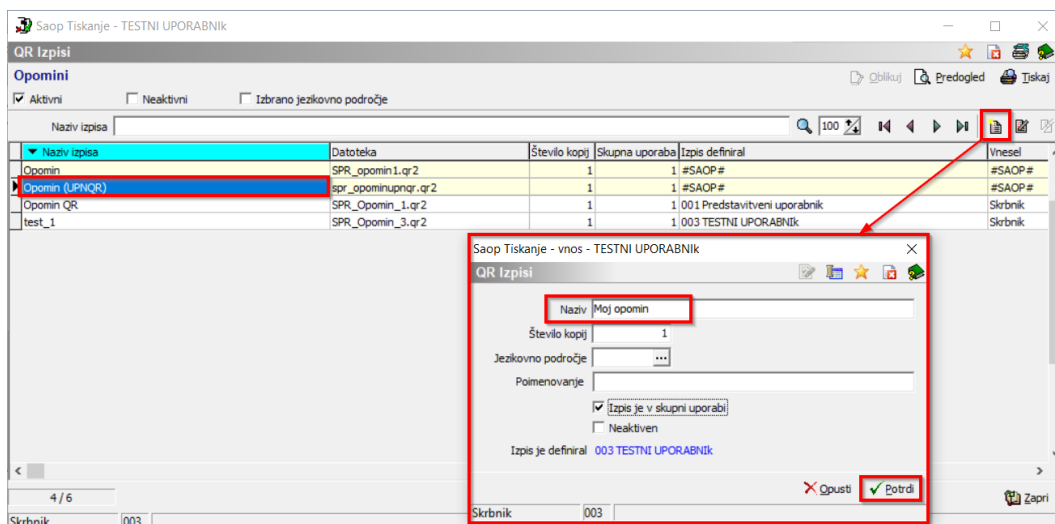 Saop Tiskanje - TESTNI UPORABNIk
QR Izpisi
Opomini
Oblikuj Predogled Tiskaj
Aktivni Neaktivni Izbrano jezikovno področje
Naziv izpisa 100
Naziv izpisa Datoteka Število kopij Skupna uporaba Izpis definiral Vnesel
Opomin SPR_opomin1.qr2 1 1 #SAOP# #SAOP#
Opomin (UPNQR) spr_opominupnqr.qr2 1 1 #SAOP# #SAOP#
Opomin QR SPR_Opomin_1.qr2 1 1 001 Predstavitveni uporabnik Skrbnik
test_1 SPR_Opomin_3.qr2 1 1 003 TESTNI UPORABNIk Skrbnik
Saop Tiskanje - vnos - TESTNI UPORABNIk
QR Izpisi
Naziv Moj opomin
Število kopij 1
Jezikovno področje ...
Poimenovanje
Izpis je v skupni uporabi
Neaktiven
Izpis je definiral 003 TESTNI UPORABNIk
Opusti Potrdi
Skrbnik 003
4 / 6
Zapri
Skrbnik 003